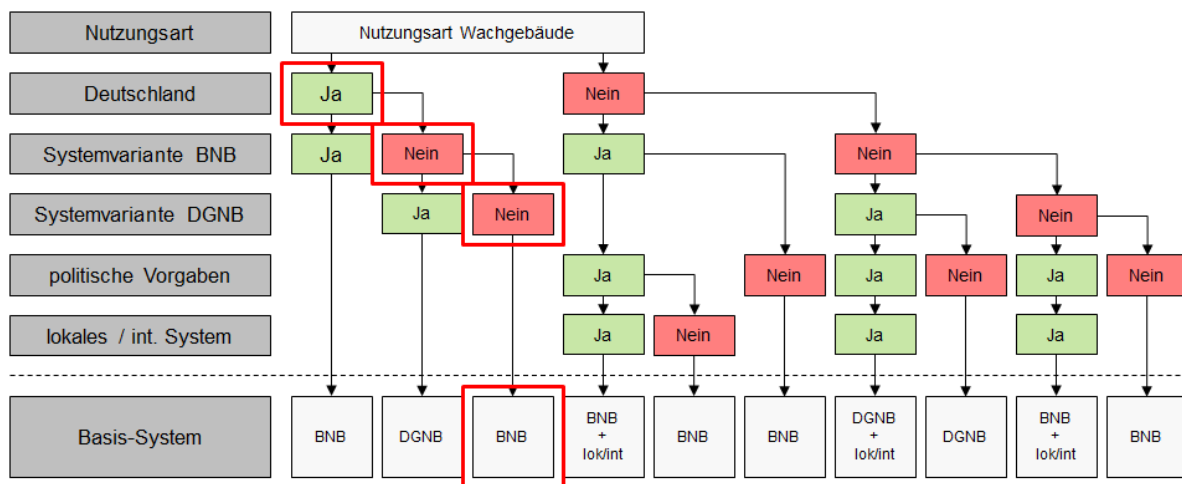 Nutzungsart
Nutzungsart Wachgebäude
Deutschland
Ja
Nein
Systemvariante BNB
Ja
Nein
Ja
Nein
Systemvariante DGNB
Ja
Nein
Ja
Nein
politische Vorgaben
Ja
Nein
Ja
Nein
Ja
Nein
lokales / int. System
Ja
Nein
Ja
Ja
Basis-System
BNB
DGNB
BNB
BNB
+
lok/int
BNB
BNB
DGNB
+
lok/int
DGNB
BNB
+
lok/int
BNB